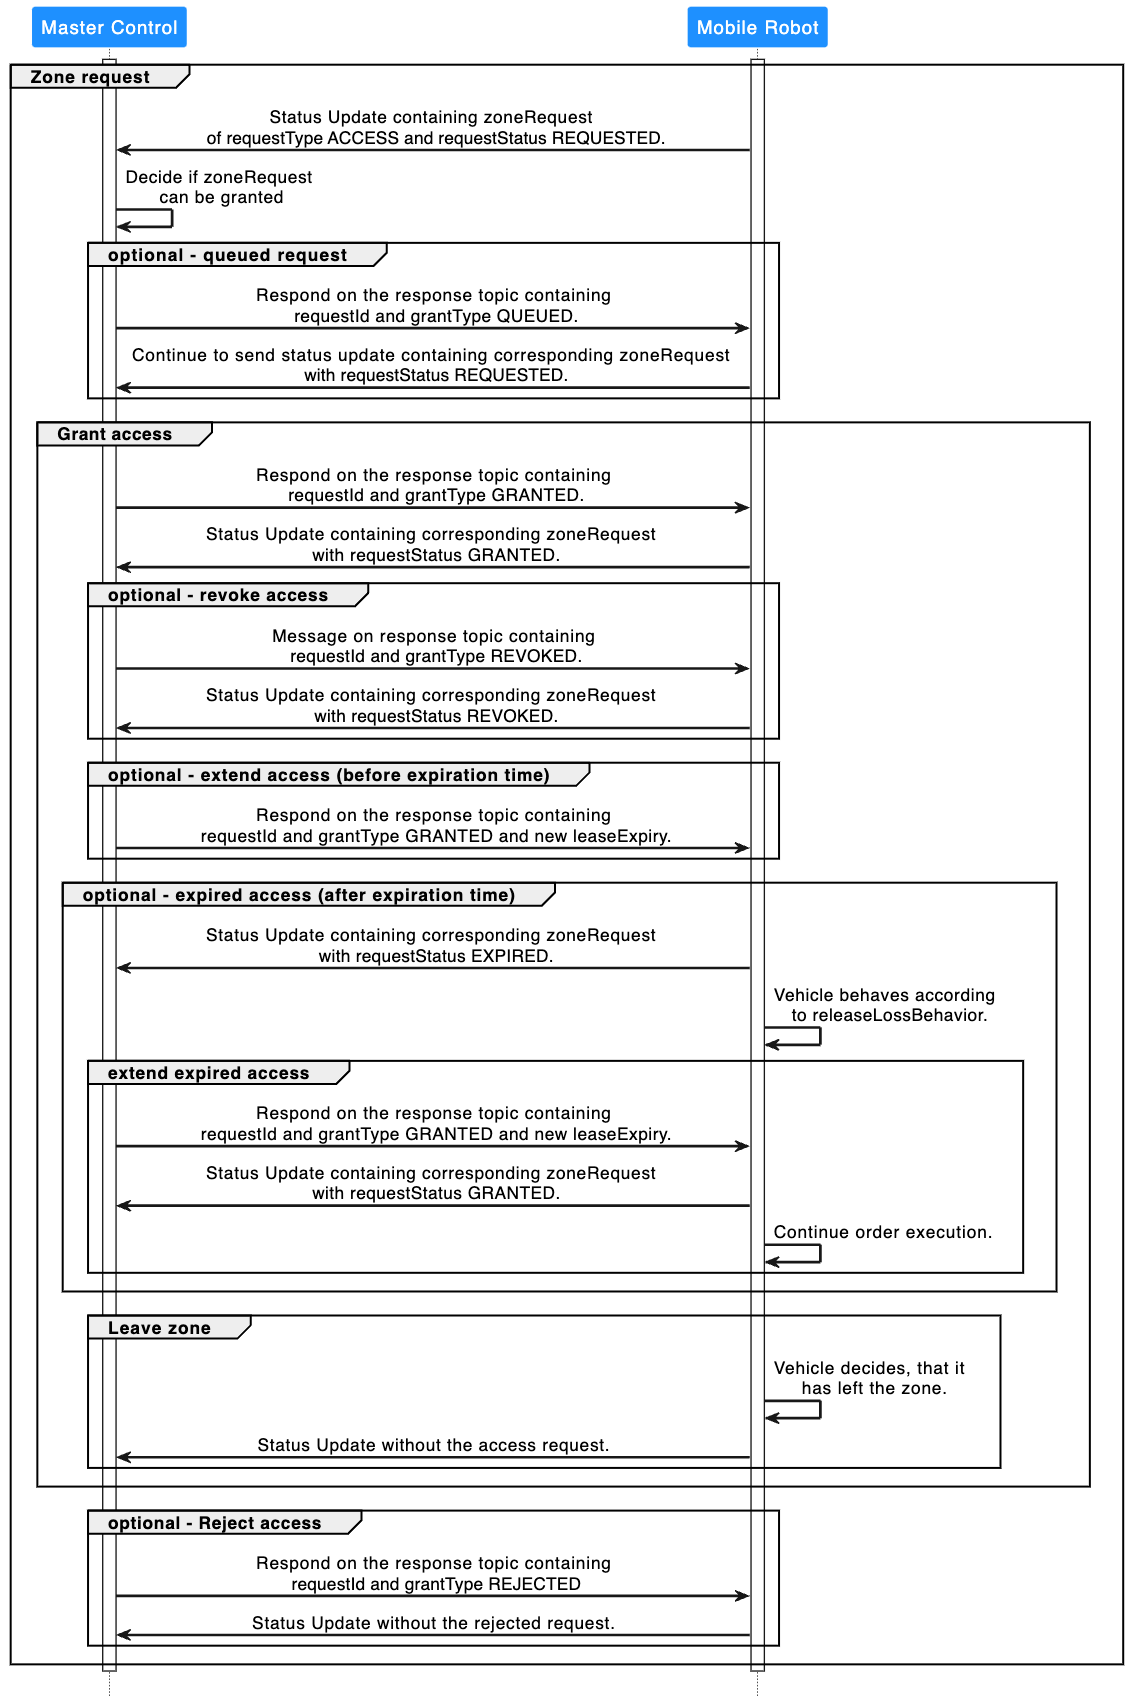 Master Control
Mobile Robot
Zone request
Status Update containing zoneRequest
of requestType ACCESS and requestStatus REQUESTED.
Decide if zoneRequest
can be granted
optional - queued request
Respond on the response topic containing
requestId and grantType QUEUED.
Continue to send status update containing corresponding zoneRequest
with requestStatus REQUESTED.
Grant access
Respond on the response topic containing
requestId and grantType GRANTED.
Status Update containing corresponding zoneRequest
with requestStatus GRANTED.
optional - revoke access
Message on response topic containing
requestId and grantType REVOKED.
Status Update containing corresponding zoneRequest
with requestStatus REVOKED.
optional - extend access (before expiration time)
Respond on the response topic containing
requestId and grantType GRANTED and new leaseExpiry.
optional - expired access (after expiration time)
Status Update containing corresponding zoneRequest
with requestStatus EXPIRED.
Vehicle behaves according
to releaseLossBehavior.
extend expired access
Respond on the response topic containing
requestId and grantType GRANTED and new leaseExpiry.
Status Update containing corresponding zoneRequest
with requestStatus GRANTED.
Continue order execution.
Leave zone
Vehicle decides, that it
has left the zone.
Status Update without the access request.
optional - Reject access
Respond on the response topic containing
requestId and grantType REJECTED
Status Update without the rejected request.